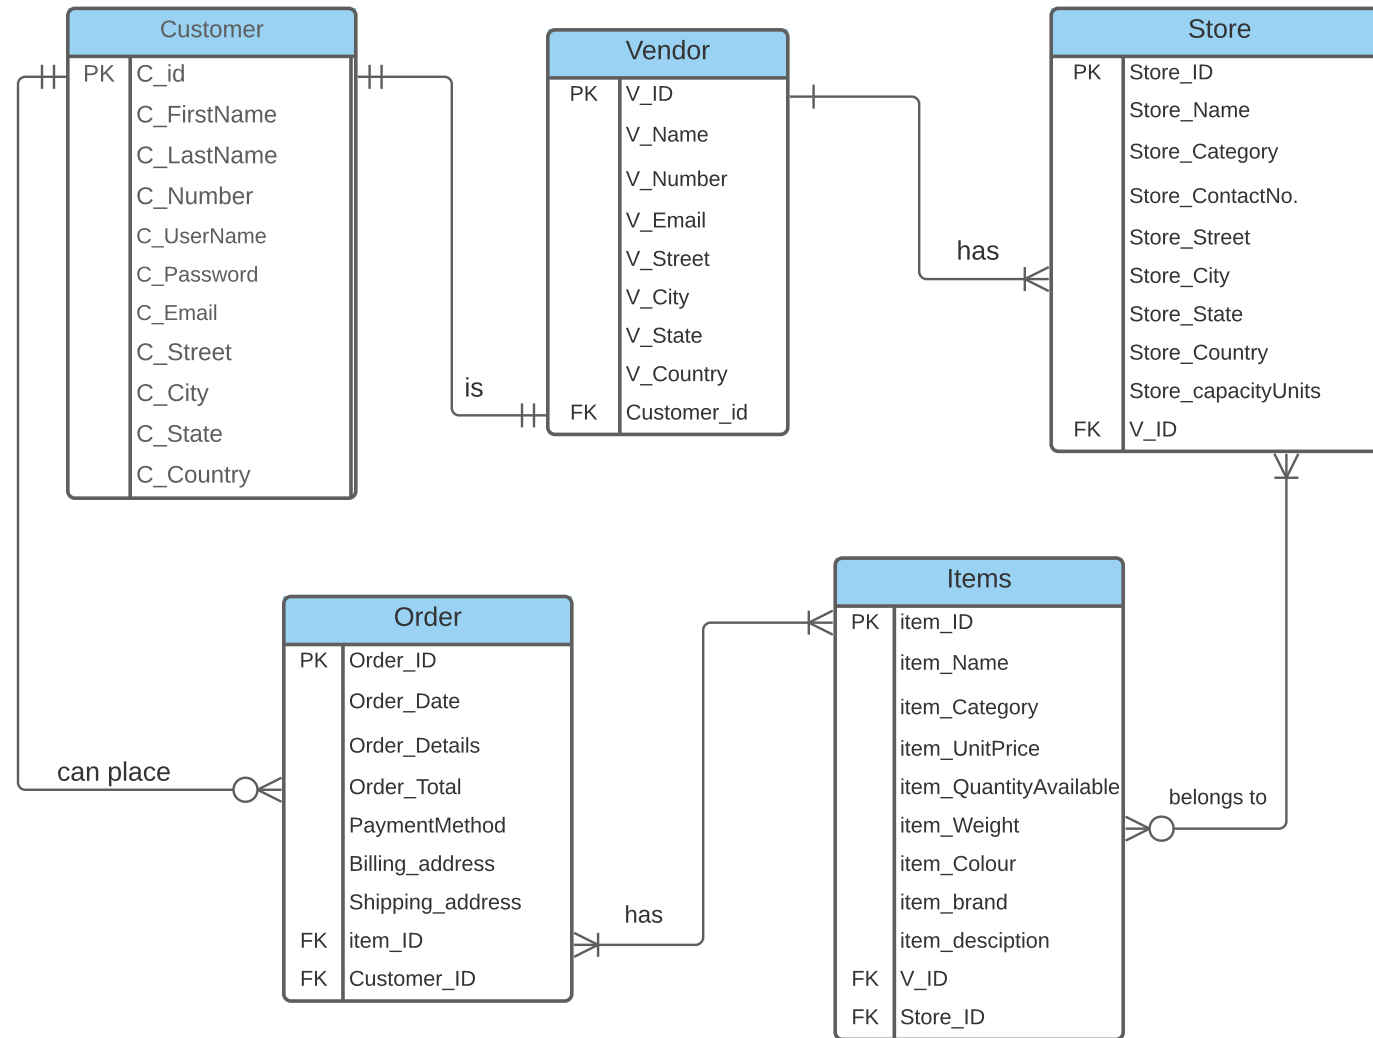 Customer
PK C_id
C_FirstName
C_LastName
C_Number
C_UserName
C_Password
C_Email
C_Street
C_City
C_State
C_Country
Vendor
PK V_ID
V_Name
V_Number
V_Email
V_Street
V_City
V_State
V_Country
FK Customer_id
Store
PK Store_ID
Store_Name
Store_Category
Store_ContactNo.
Store_Street
Store_City
Store_State
Store_Country
Store_capacityUnits
FK V_ID
is
has
can place
Order
PK Order_ID
Order_Date
Order_Details
Order_Total
PaymentMethod
Billing_address
Shipping_address
FK item_ID
FK Customer_ID
has
Items
PK item_ID
item_Name
item_Category
item_UnitPrice
item_QuantityAvailable
item_Weight
item_Colour
item_brand
item_desciption
FK V_ID
FK Store_ID
belongs to